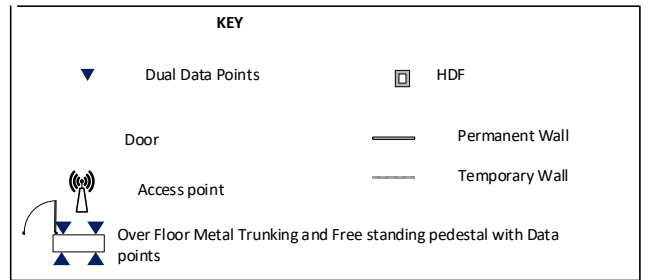 KEY
Dual Data Points
HDF
Door
Permanent Wall
Access point
Temporary Wall
Over Floor Metal Trunking and Free standing pedestal with Data
points